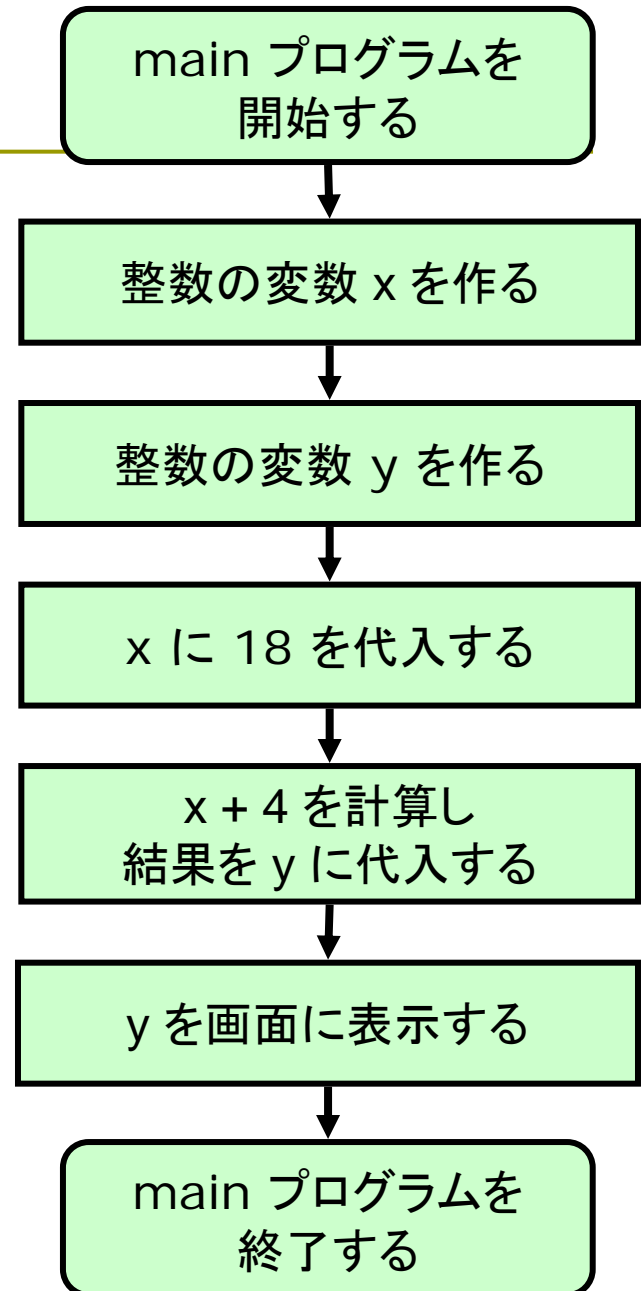 main プログラムを
開始する
整数の変数 x を作る
整数の変数 y を作る
x に 18 を代入する
x + 4 を計算し
結果を y に代入する
y を画面に表示する
main プログラムを
終了する